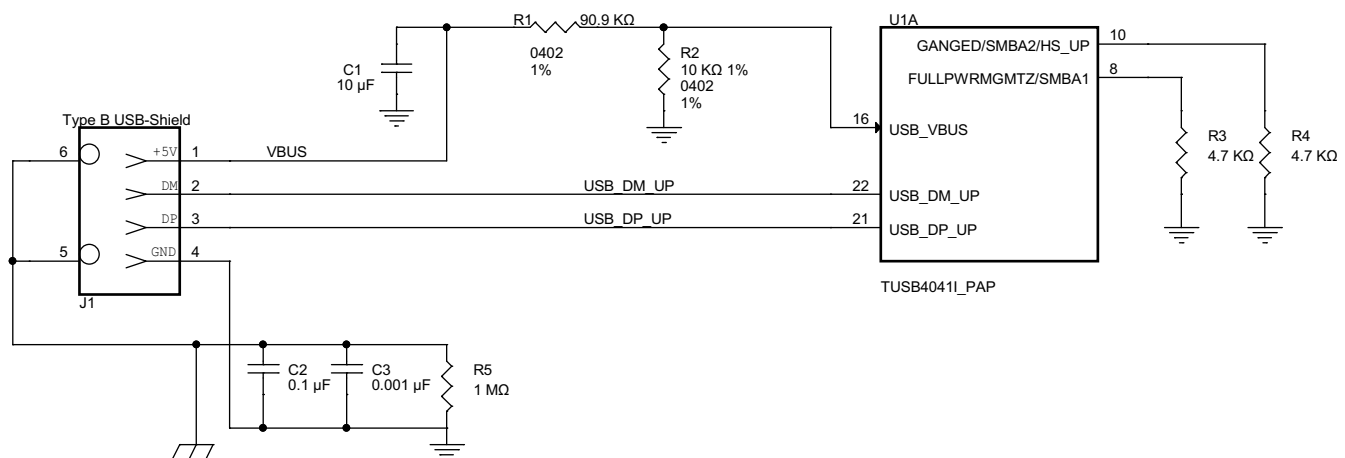 R1 90.9 KΩ
0402
1%
R2
10 KΩ 1%
0402
1%
C1
10 µF
U1A
GANGED/SMBA2/HS_UP 10
FULLPWRMGMTZ/SMBA1 8
16 USB_VBUS
22 USB_DM_UP
21 USB_DP_UP
TUSB4041I_PAP
R3
4.7 KΩ
R4
4.7 KΩ
Type B USB-Shield
6 +5V 1 VBUS
DM 2 USB_DM_UP
DP 3 USB_DP_UP
5 GND 4
J1
C2
0.1 µF
C3
0.001 µF
R5
1 MΩ